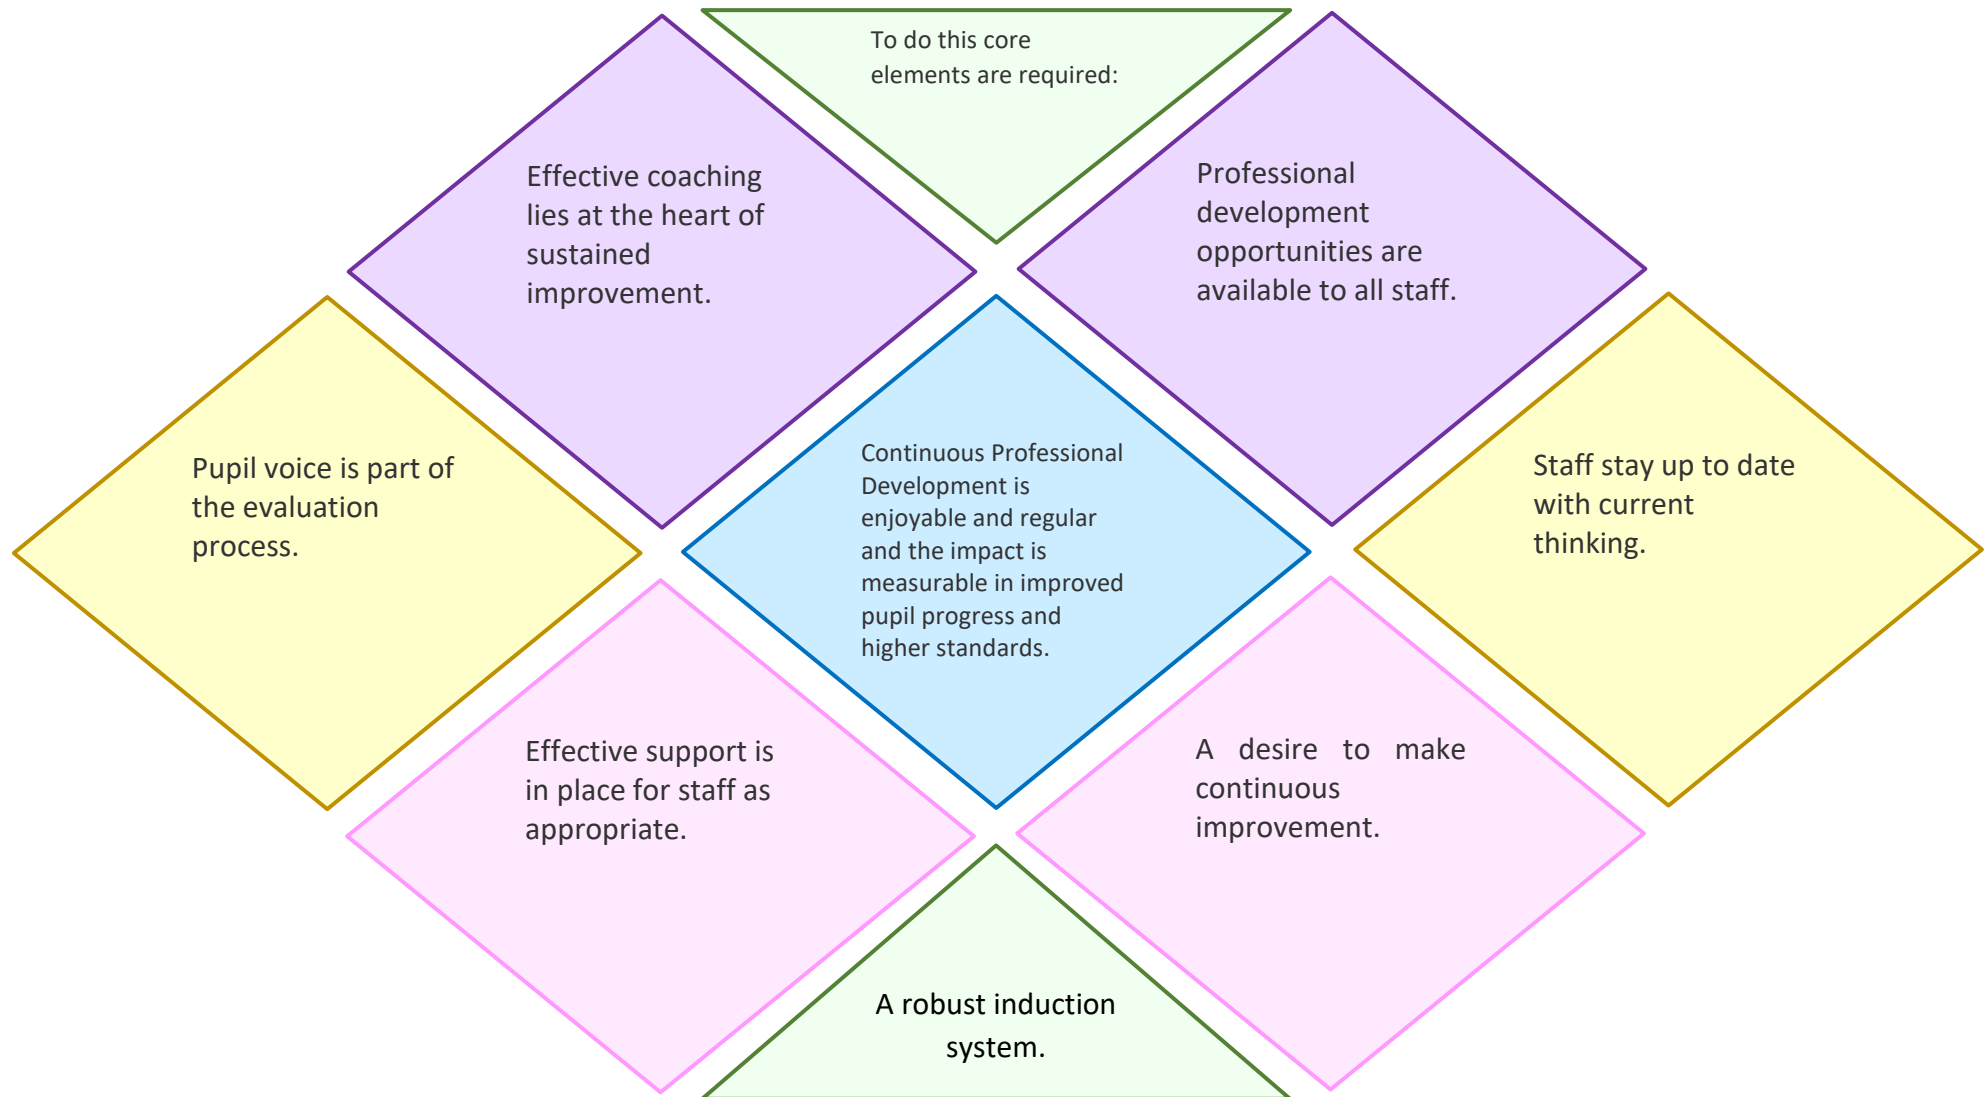 To do this core
elements are required:
Effective coaching
lies at the heart of
sustained
improvement.
Professional
development
opportunities are
available to all staff.
Pupil voice is part of
the evaluation
process.
Continuous Professional
Development is
enjoyable and regular
and the impact is
measurable in improved
pupil progress and
higher standards.
Staff stay up to date
with current
thinking.
Effective support is
in place for staff as
appropriate.
A desire to make
continuous
improvement.
A robust induction
system.